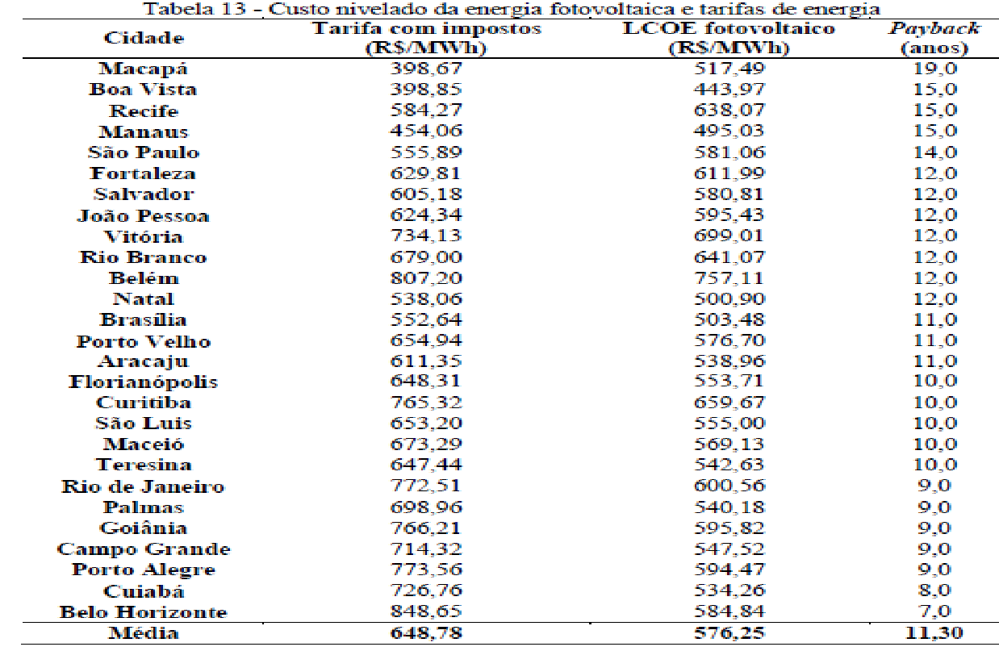 Tabela 13 - Custo nivelado da energia fotovoltaica e tarifas de energia
Cidade Tarifa com impostos (R$/MWh) LCOE fotovoltaico (R$/MWh) Payback (anos)
Macapá 398,67 517,49 19,0
Boa Vista 398,85 443,97 15,0
Recife 584,27 638,07 15,0
Manaus 454,06 495,03 15,0
São Paulo 555,89 581,06 14,0
Fortaleza 629,81 611,99 12,0
Salvador 605,18 580,81 12,0
João Pessoa 624,34 595,43 12,0
Vitória 734,13 699,01 12,0
Rio Branco 679,00 641,07 12,0
Belém 807,20 757,11 12,0
Natal 538,06 500,90 12,0
Brasília 552,64 503,48 11,0
Porto Velho 654,94 576,70 11,0
Aracaju 611,35 538,96 11,0
Florianópolis 648,31 553,71 10,0
Curitiba 765,32 659,67 10,0
São Luis 653,20 555,00 10,0
Maceió 673,29 569,13 10,0
Teresina 647,44 542,63 10,0
Rio de Janeiro 772,51 600,56 9,0
Palmas 698,96 540,18 9,0
Goiânia 766,21 595,82 9,0
Campo Grande 714,32 547,52 9,0
Porto Alegre 773,56 594,47 9,0
Cuiabá 726,76 534,26 8,0
Belo Horizonte 848,65 584,84 7,0
Média 648,78 576,25 11,30